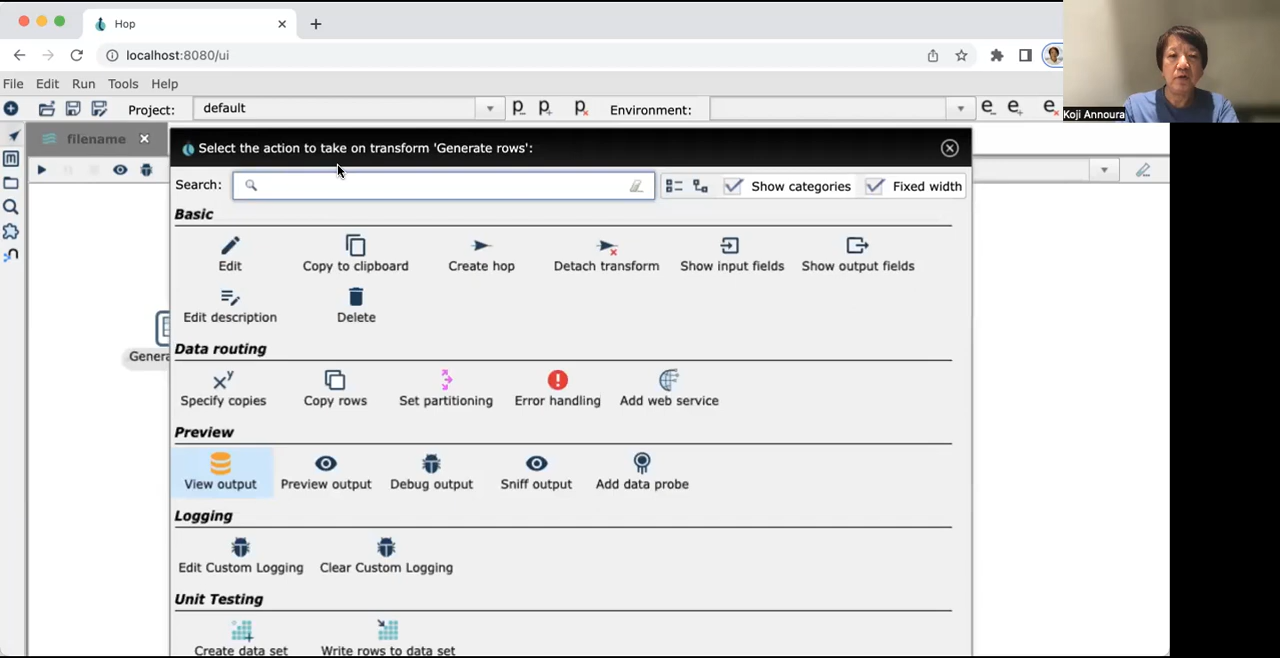 Hop
localhost:8080/ui
File Edit Run Tools Help
Project: default Environment:
Koji Annoura
filename
Select the action to take on transform 'Generate rows':
Search: Show categories Fixed width
Basic
Edit Copy to clipboard Create hop Detach transform Show input fields Show output fields
Edit description Delete
Genera
Data routing
Specify copies Copy rows Set partitioning Error handling Add web service
Preview
View output Preview output Debug output Sniff output Add data probe
Logging
Edit Custom Logging Clear Custom Logging
Unit Testing
Create data set Write rows to data set